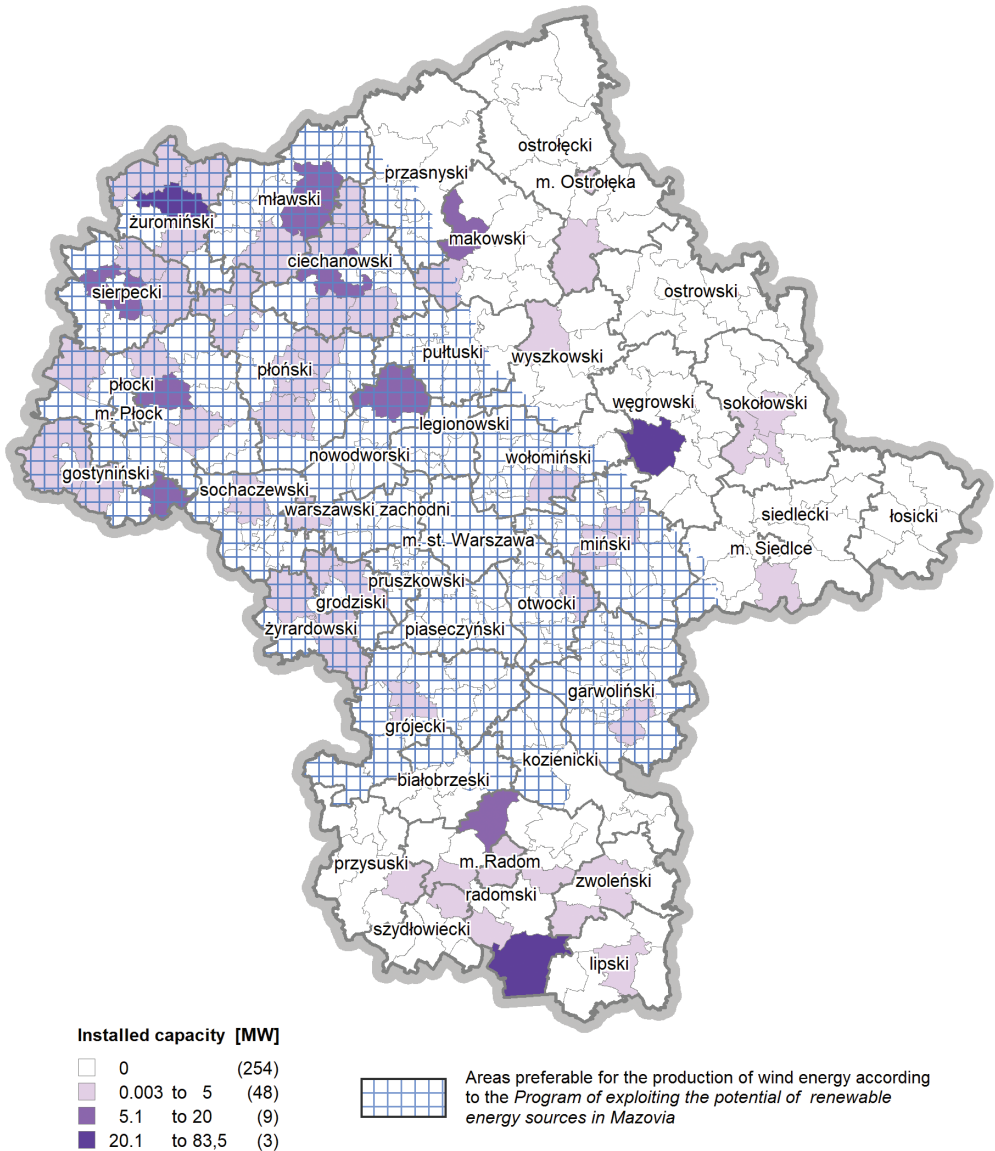 ostrołęcki
przasnyski
m. Ostrołęka
mławski
żuromiński
makowski
ciechanowski
sierpecki
ostrowski
pułtuski
wyszkowski
płoński
płocki
węgrowski
sokołowski
m. Płock
legionowski
nowodworski
wołomiński
gostyniński
sochaczewski
warszawski zachodni
siedlecki
łosicki
m. st. Warszawa
miński
m. Siedlce
pruszkowski
grodziski
otwocki
żyrardowski
piaseczyński
garwoliński
grójecki
kozienicki
białobrzeski
przysuski
m. Radom
zwoleński
radomski
szydłowiecki
lipski
Installed capacity [MW]
0 (254)
0.003 to 5 (48)
5.1 to 20 (9)
20.1 to 83,5 (3)
Areas preferable for the production of wind energy according
to the Program of exploiting the potential of renewable
energy sources in Mazovia